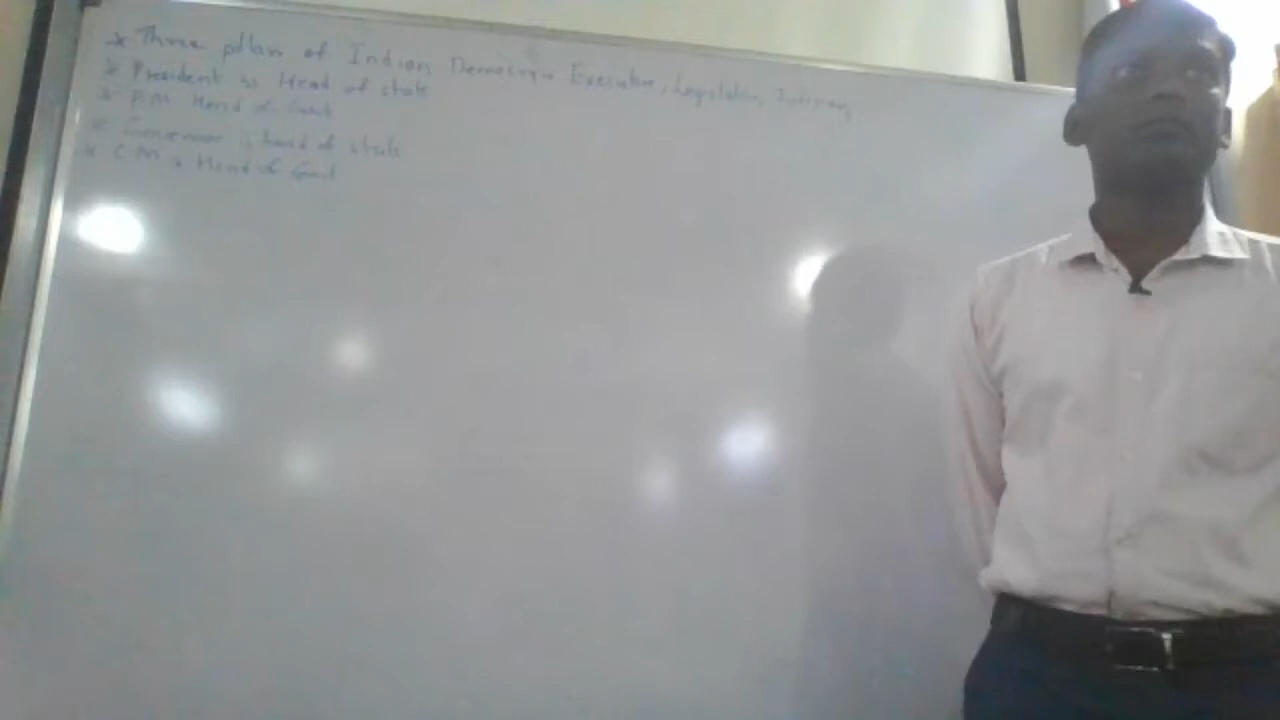 * Three pillar of Indian Democracy Executive, Legislative, Judiciary
* President is Head of state
* P.M Head of Govt
* Governor is head of state
* C.M is Head of Govt